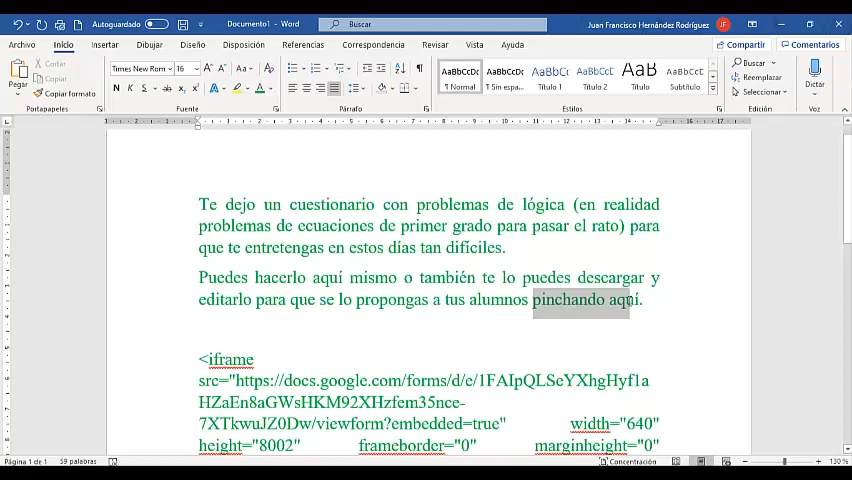 Autoguardado
Documento1 - Word
Buscar
Juan Francisco Hernández Rodríguez
JF
Archivo Inicio Insertar Dibujar Diseño Disposición Referencias Correspondencia Revisar Vista Ayuda
Compartir
Comentarios
Pegar
Cortar
Copiar
Copiar formato
Portapapeles
Times New Rom
16
Fuente
Párrafo
AaBbCcDc AaBbCcDc AaBbCc AaBbCcD AaB AaBbCcD
¶ Normal ¶ Sin espa... Título 1 Título 2 Título Subtítulo
Estilos
Buscar
Reemplazar
Seleccionar
Edición
Dictar
Voz
Te dejo un cuestionario con problemas de lógica (en realidad
problemas de ecuaciones de primer grado para pasar el rato) para
que te entretengas en estos días tan difíciles.
Puedes hacerlo aquí mismo o también te lo puedes descargar y
editarlo para que se lo propongas a tus alumnos pinchando aquí.
<iframe
src="https://docs.google.com/forms/d/e/1FAIpQLSeYXhgHyf1a
HZaEn8aGWsHKM92XHzfem35nce-
7XTkwuJZ0Dw/viewform?embedded=true" width="640"
height="8002" frameborder="0" marginheight="0"
Página 1 de 1 59 palabras
Concentración
130 %